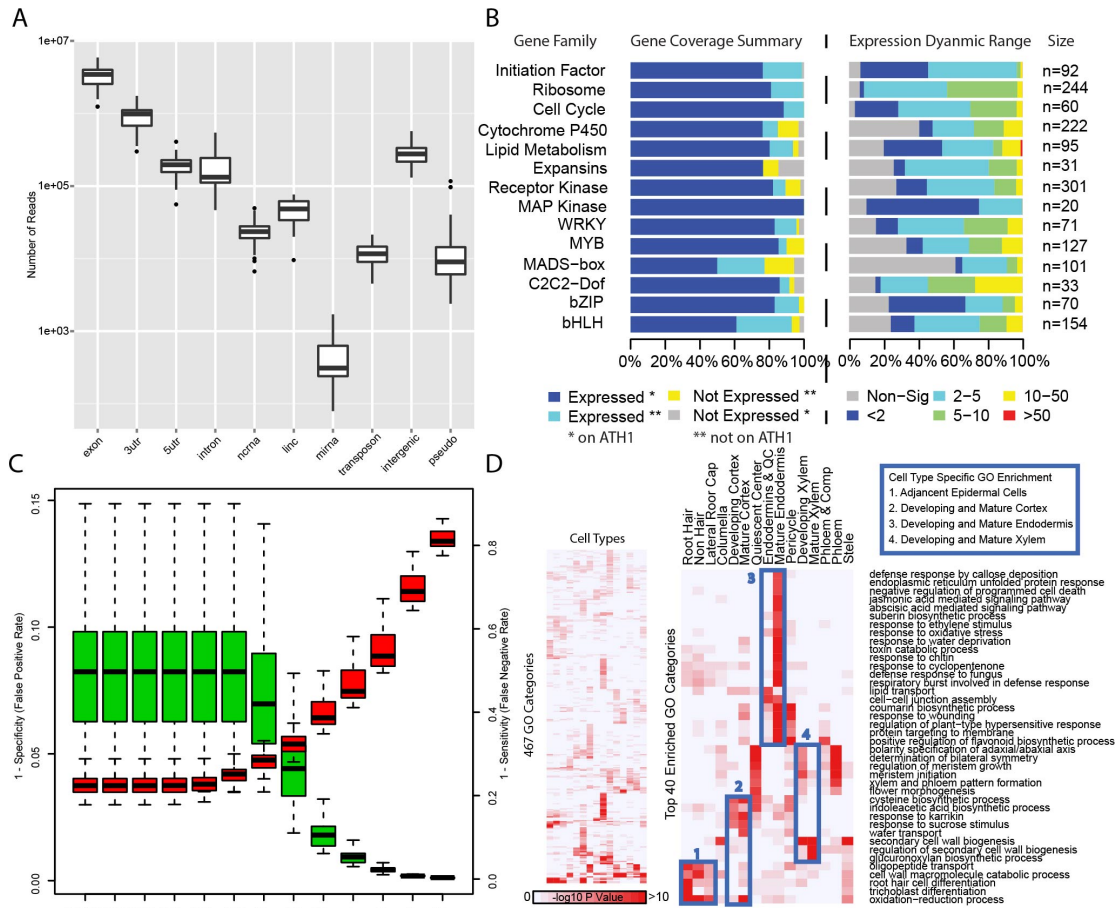 A
1e+07
1e+05
1e+03
Number of Reads
exon
3utr
5utr
intron
ncrna
linc
mirna
transposon
intergenic
pseudo
B
Gene Family
Gene Coverage Summary
Expression Dyanmic Range
Size
Initiation Factor
n=92
Ribosome
n=244
Cell Cycle
n=60
Cytochrome P450
n=222
Lipid Metabolism
n=95
Expansins
n=31
Receptor Kinase
n=301
MAP Kinase
n=20
WRKY
n=71
MYB
n=127
MADS-box
n=101
C2C2-Dof
n=33
bZIP
n=70
bHLH
n=154
0% 20% 40% 60% 80% 100%
0% 20% 40% 60% 80% 100%
Expressed *
Not Expressed **
Expressed **
Not Expressed *
* on ATH1
** not on ATH1
Non-Sig
2-5
10-50
<2
5-10
>50
C
0.15
0.10
0.05
0.00
1 - Specificity (False Positive Rate)
0.8
0.6
0.4
0.2
0.0
1 - Sensitivity (False Negative Rate)
D
Cell Types
467 GO Categories
0
-log10 P Value
>10
Top 40 Enriched GO Categories
Root Hair
Non Hair
Lateral Roor Cap
Columella
Developing Cortex
Mature Cortex
Quiescent Center
Endodermins & QC
Mature Endodermis
Pericycle
Developing Xylem
Mature Xylem
Phloem & Comp
Phloem
Stele
3
4
2
1
Cell Type Specific GO Enrichment
1. Adjancent Epidermal Cells
2. Developing and Mature Cortex
3. Developing and Mature Endodermis
4. Developing and Mature Xylem
defense response by callose deposition
endoplasmic reticulum unfolded protein response
negative regulation of programmed cell death
jasmonic acid mediated signaling pathway
abscisic acid mediated signaling pathway
suberin biosynthetic process
response to ethylene stimulus
response to oxidative stress
response to water deprivation
toxin catabolic process
response to chitin
response to cyclopentenone
defense response to fungus
respiratory burst involved in defense response
lipid transport
cell-cell junction assembly
coumarin biosynthetic process
response to wounding
regulation of plant-type hypersensitive response
protein targeting to membrane
positive regulation of flavonoid biosynthetic process
polarity specification of adaxial/abaxial axis
determination of bilateral symmetry
regulation of meristem growth
meristem initiation
xylem and phloem pattern formation
flower morphogenesis
cysteine biosynthetic process
indoleacetic acid biosynthetic process
response to karrikin
response to sucrose stimulus
water transport
secondary cell wall biogenesis
regulation of secondary cell wall biogenesis
glucuronoxylan biosynthetic process
oligopeptide transport
cell wall macromolecule catabolic process
root hair cell differentiation
trichoblast differentiation
oxidation-reduction process